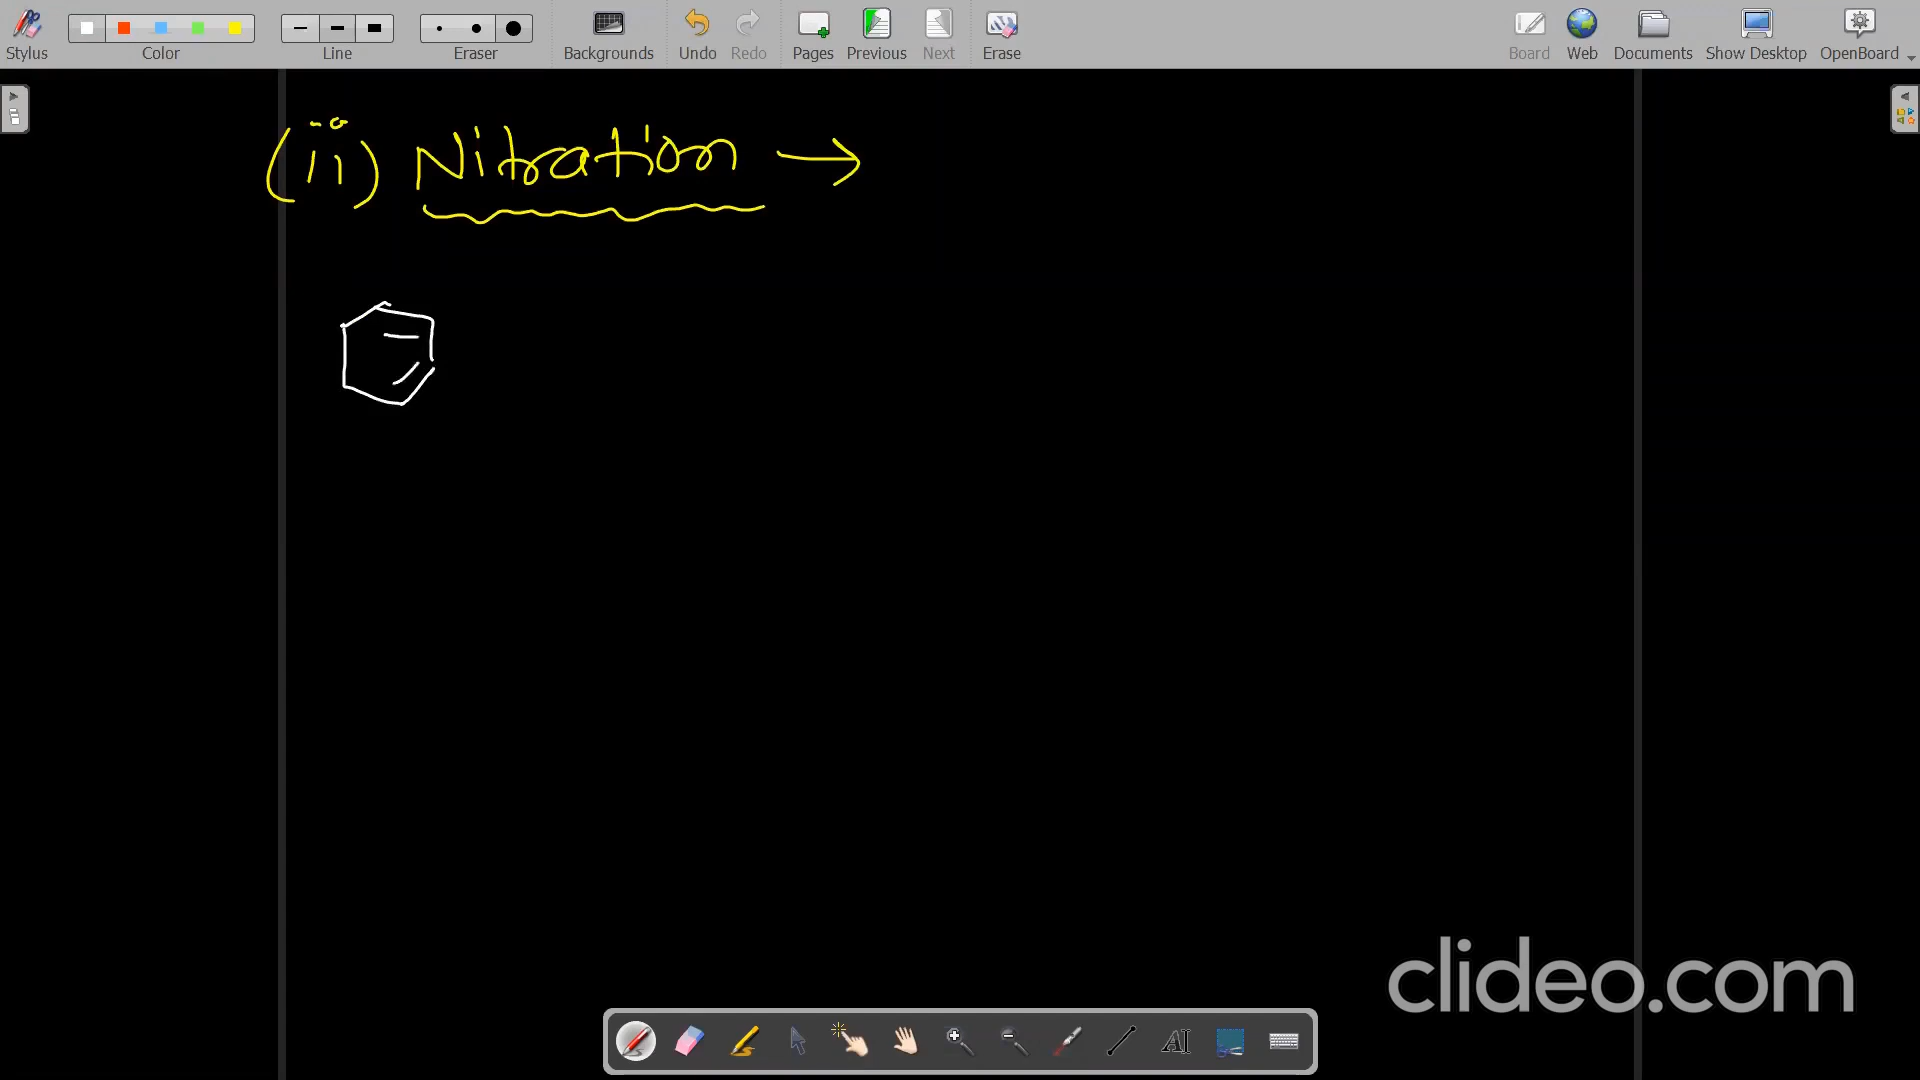 Stylus Color Line Eraser Backgrounds Undo Redo Pages Previous Next Erase Board Web Documents Show Desktop OpenBoard
(ii) Nitration →
clideo.com